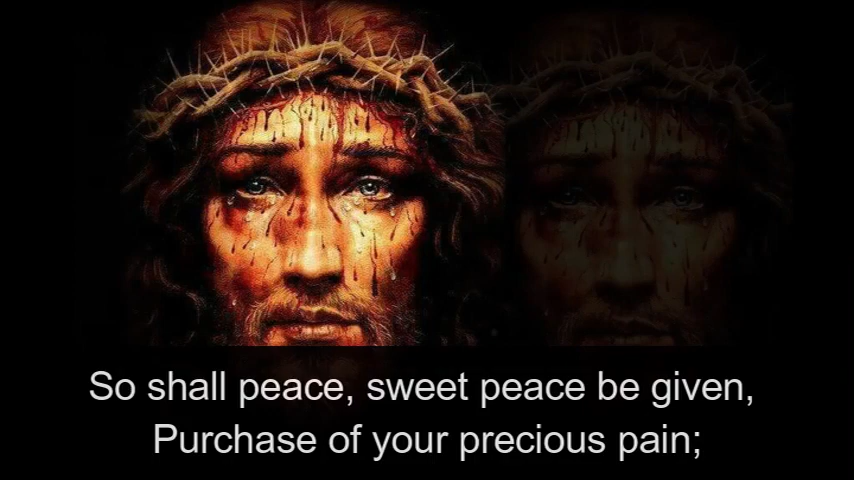 So shall peace, sweet peace be given,
Purchase of your precious pain;